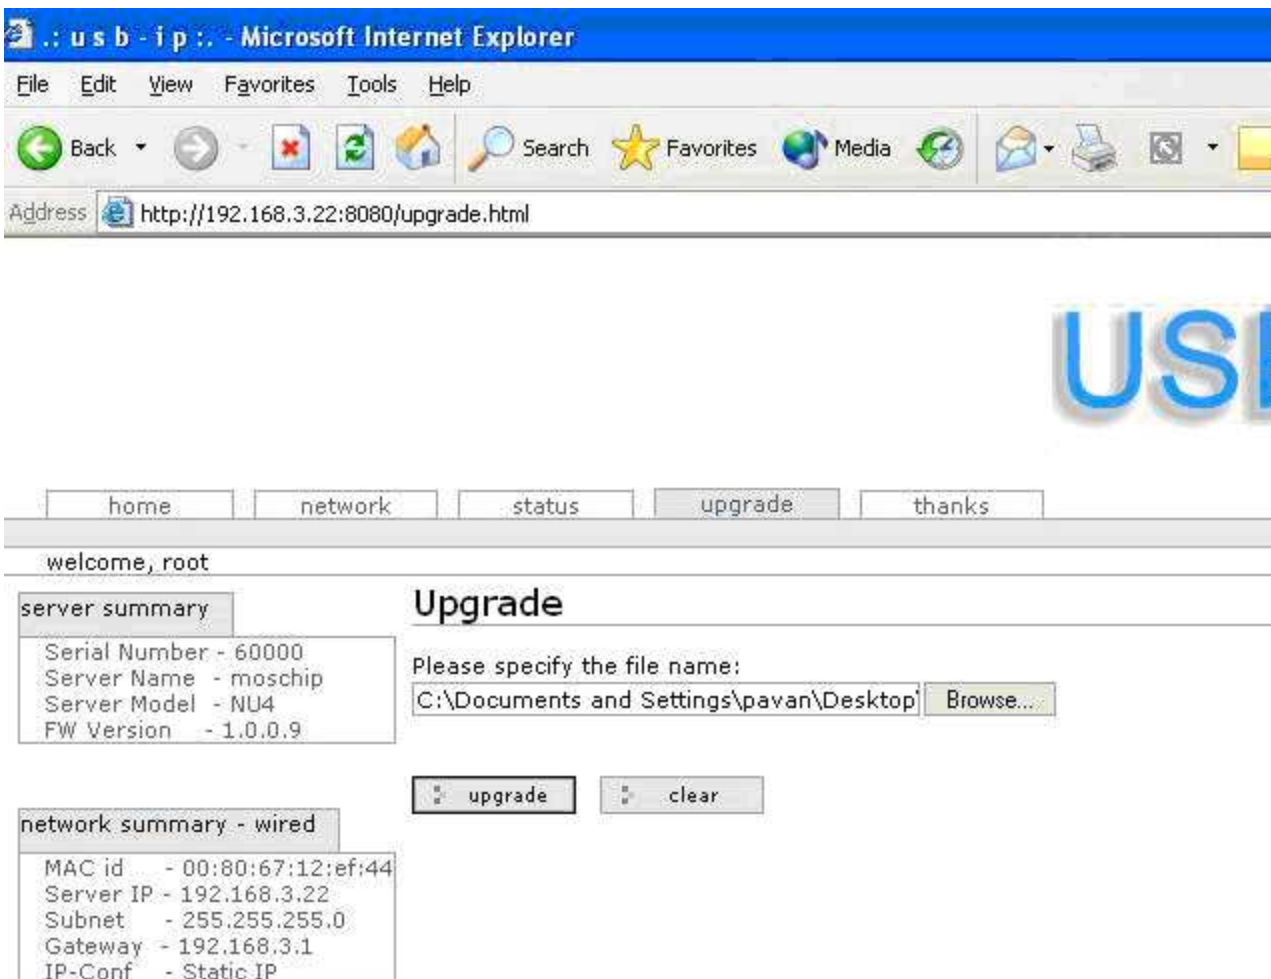 .: u s b - i p :. - Microsoft Internet Explorer
File Edit View Favorites Tools Help
Back Search Favorites Media
Address http://192.168.3.22:8080/upgrade.html
US
home network status upgrade thanks
welcome, root
server summary
Serial Number - 60000
Server Name - moschip
Server Model - NU4
FW Version - 1.0.0.9
Upgrade
Please specify the file name:
C:\Documents and Settings\pavan\Desktop Browse...
upgrade clear
network summary - wired
MAC id - 00:80:67:12:ef:44
Server IP - 192.168.3.22
Subnet - 255.255.255.0
Gateway - 192.168.3.1
IP-Conf - Static IP